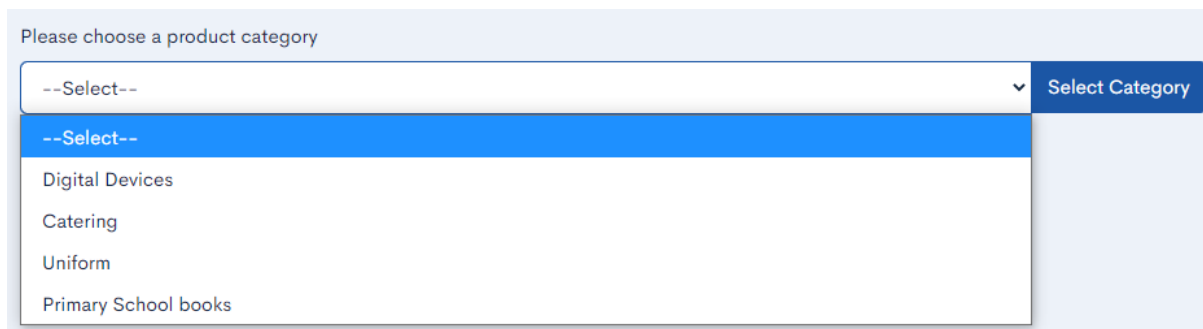 Please choose a product category
--Select--
Select Category
--Select--
Digital Devices
Catering
Uniform
Primary School books